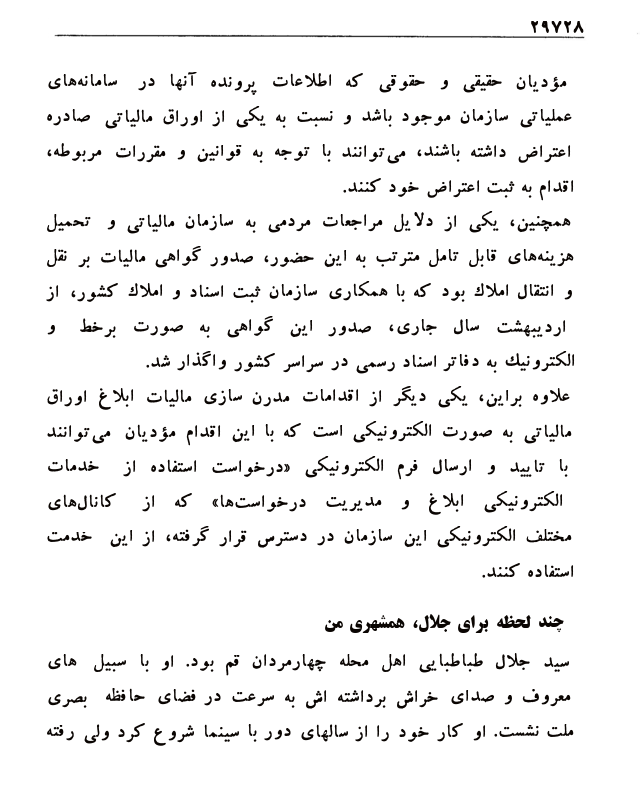 ۲۹۷۲۸
مؤدیان حقیقی و حقوقی که اطلاعات پرونده آنها در سامانه‌های
عملیاتی سازمان موجود باشد و نسبت به یکی از اوراق مالیاتی صادره
اعتراض داشته باشند، می‌توانند با توجه به قوانین و مقررات مربوطه،
اقدام به ثبت اعتراض خود کنند.
همچنین، یکی از دلایل مراجعات مردمی به سازمان مالیاتی و تحمیل
هزینه‌های قابل تامل مترتب به این حضور، صدور گواهی مالیات بر نقل
و انتقال املاک بود که با همکاری سازمان ثبت اسناد و املاک کشور، از
اردیبهشت سال جاری، صدور این گواهی به صورت برخط و
الکترونیک به دفاتر اسناد رسمی در سراسر کشور واگذار شد.
علاوه براین، یکی دیگر از اقدامات مدرن سازی مالیات ابلاغ اوراق
مالیاتی به صورت الکترونیکی است که با این اقدام مؤدیان می‌توانند
با تایید و ارسال فرم الکترونیکی «درخواست استفاده از خدمات
الکترونیکی ابلاغ و مدیریت درخواست‌ها» که از کانال‌های
مختلف الکترونیکی این سازمان در دسترس قرار گرفته، از این خدمت
استفاده کنند.
چند لحظه برای جلال، همشهری من
سید جلال طباطبایی اهل محله چهارمردان قم بود. او با سبیل های
معروف و صدای خراش برداشته اش به سرعت در فضای حافظه بصری
ملت نشست. او کار خود را از سالهای دور با سینما شروع کرد ولی رفته